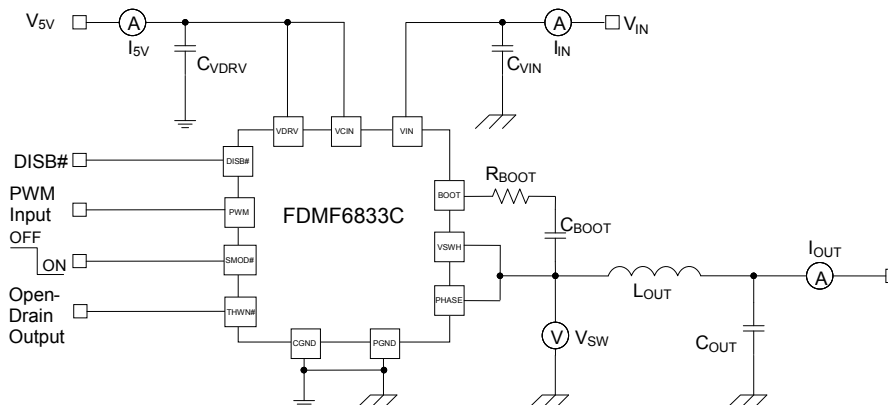 V5V
A
I5V
CVDRV
A
IIN
VIN
CVIN
VDRV
VCIN
VIN
DISB#
DISB#
PWM
Input
PWM
OFF
ON
SMOD#
Open-
Drain
Output
THWN#
FDMF6833C
BOOT
RBOOT
CBOOT
VSWH
PHASE
LOUT
IOUT
A
V
VSW
COUT
CGND
PGND